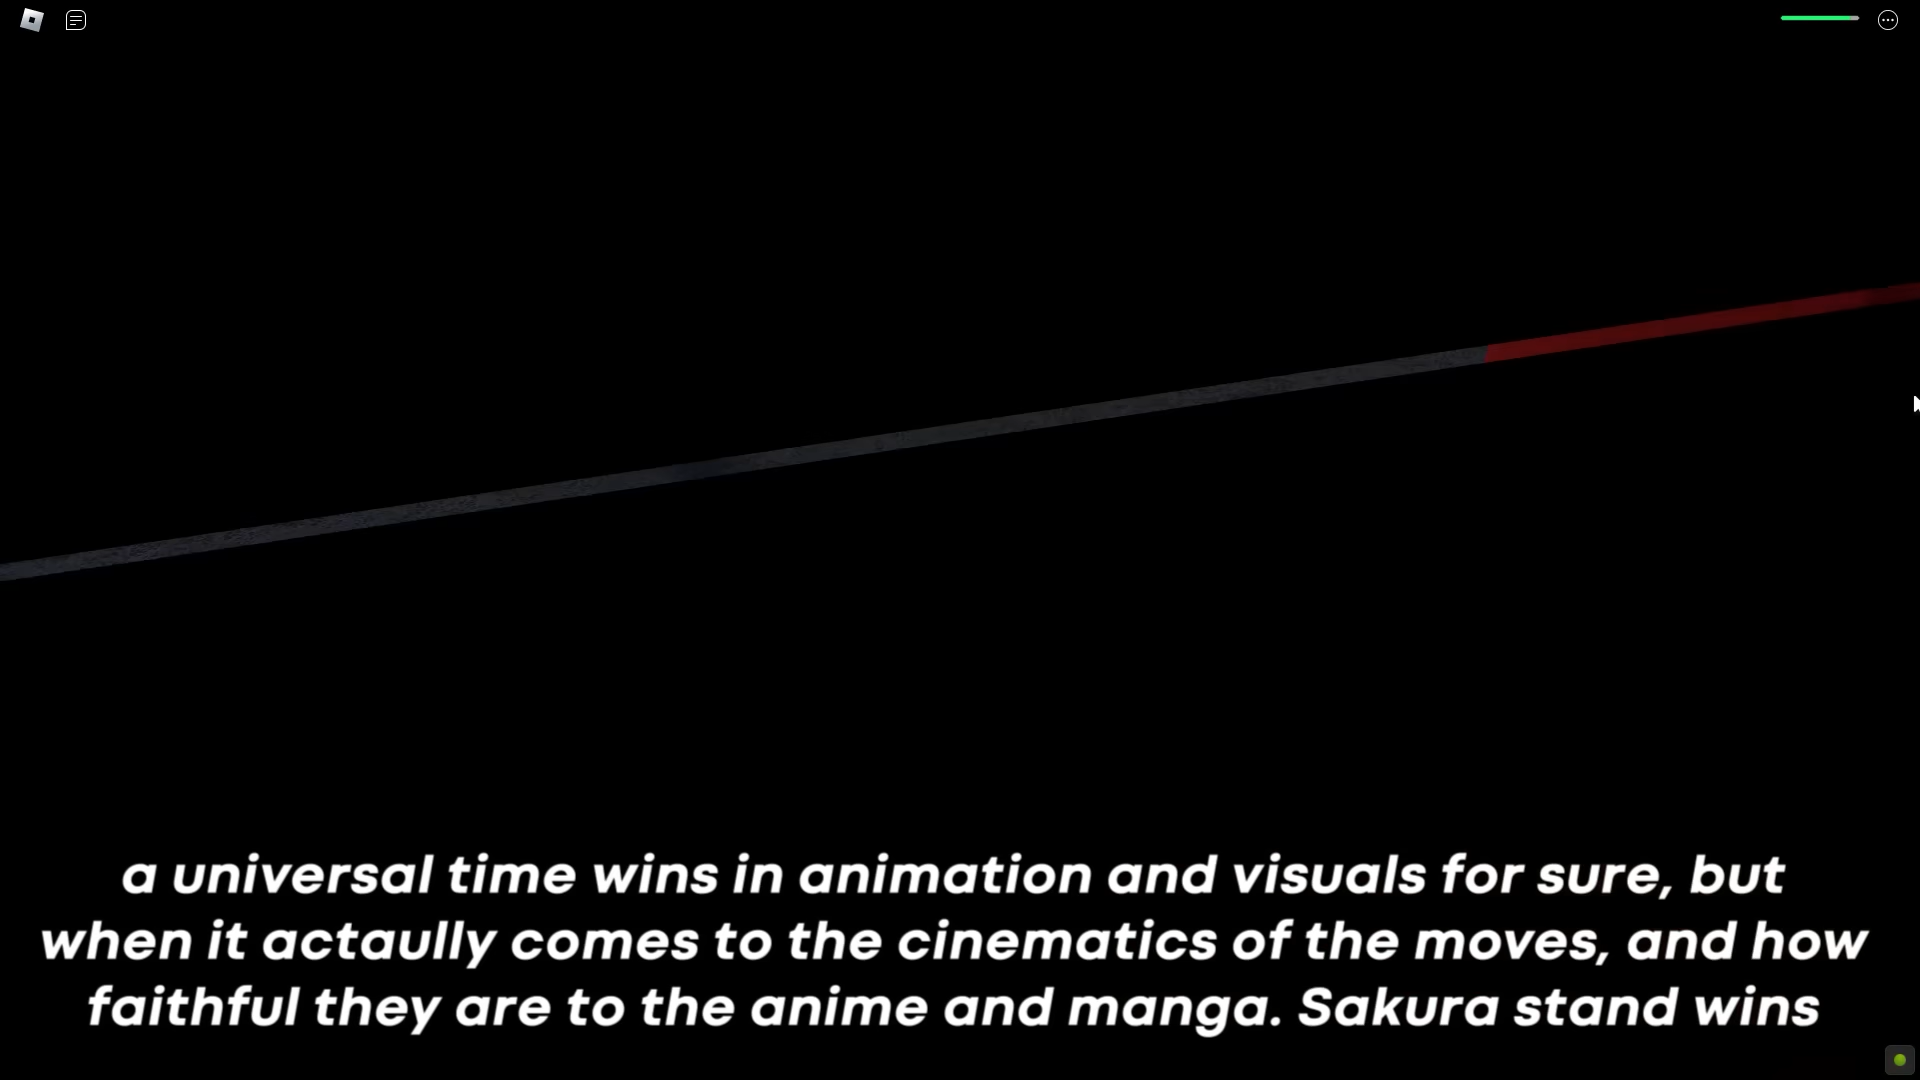 a universal time wins in animation and visuals for sure, but
when it actaully comes to the cinematics of the moves, and how
faithful they are to the anime and manga. Sakura stand wins